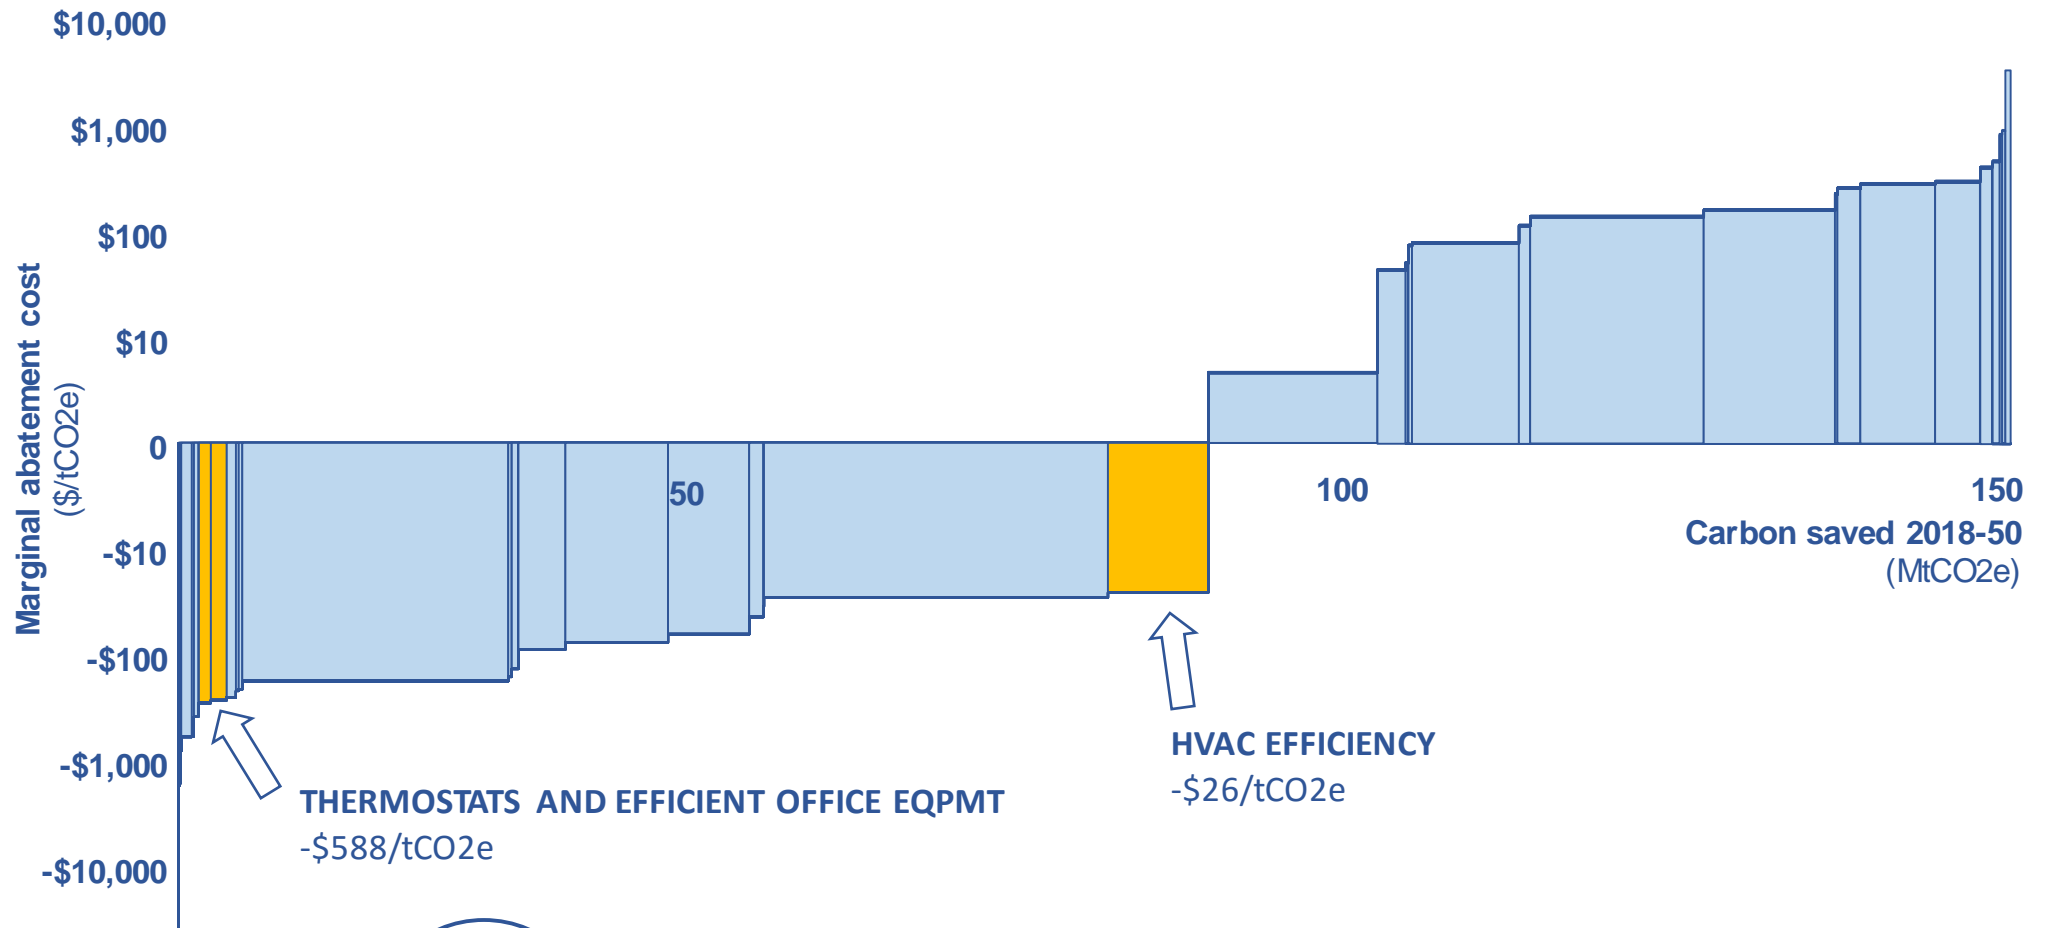 $10,000
$1,000
$100
$10
0
-$10
-$100
-$1,000
-$10,000
Marginal abatement cost
($/tCO2e)
50
100
150
Carbon saved 2018-50
(MtCO2e)
HVAC EFFICIENCY
-$26/tCO2e
THERMOSTATS AND EFFICIENT OFFICE EQPMT
-$588/tCO2e